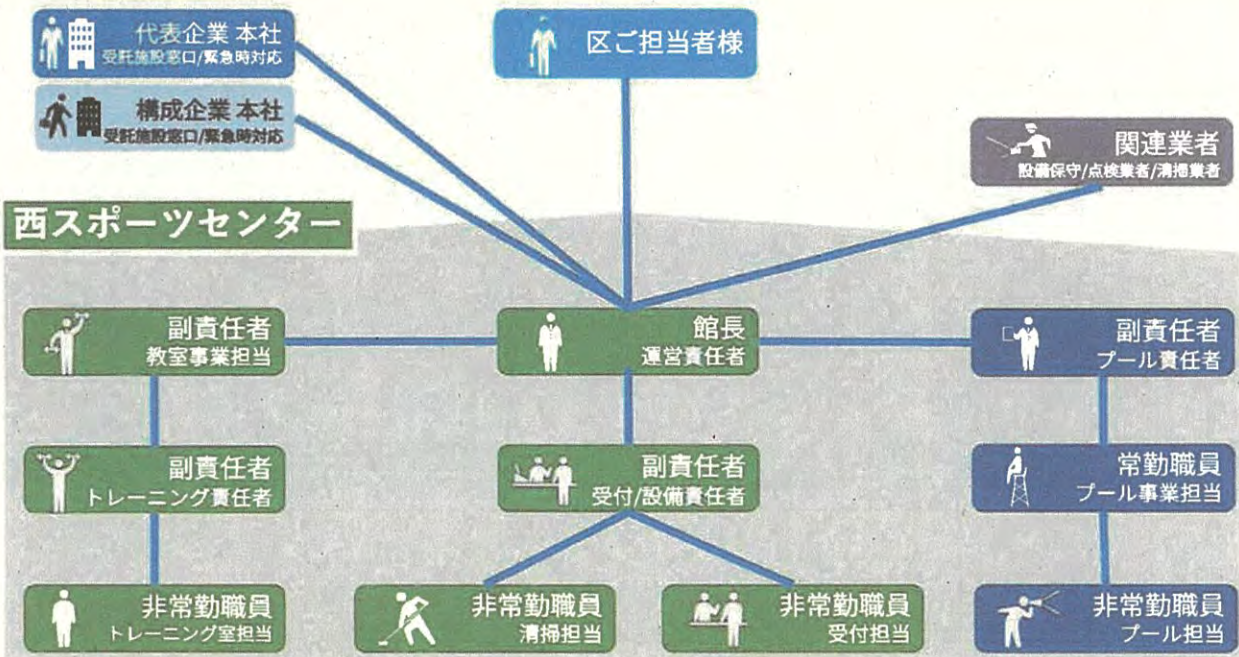 代表企業 本社
受託施設窓口/緊急時対応
区ご担当者様
構成企業 本社
受託施設窓口/緊急時対応
関連業者
設備保守/点検業者/清掃業者
西スポーツセンター
副責任者
教室事業担当
館長
運営責任者
副責任者
プール責任者
副責任者
トレーニング責任者
副責任者
受付/設備責任者
常勤職員
プール事業担当
非常勤職員
トレーニング室担当
非常勤職員
清掃担当
非常勤職員
受付担当
非常勤職員
プール担当